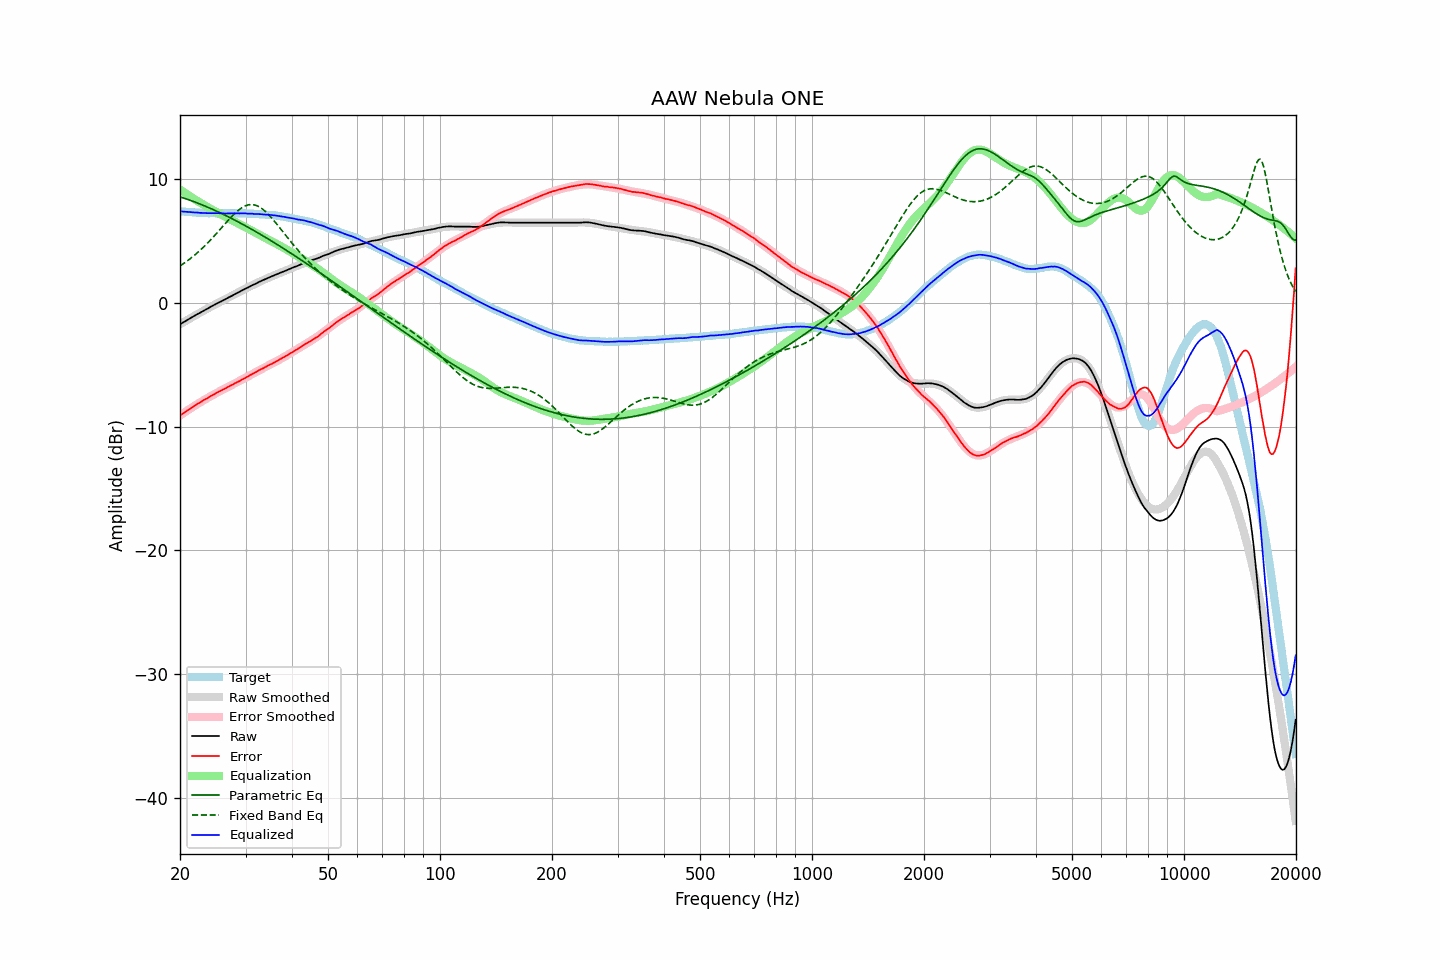 AAW Nebula ONE
Amplitude (dBr)
10
0
−10
−20
−30
−40
Target
Raw Smoothed
Error Smoothed
Raw
Error
Equalization
Parametric Eq
Fixed Band Eq
Equalized
20 50 100 200 500 1000 2000 5000 10000 20000
Frequency (Hz)